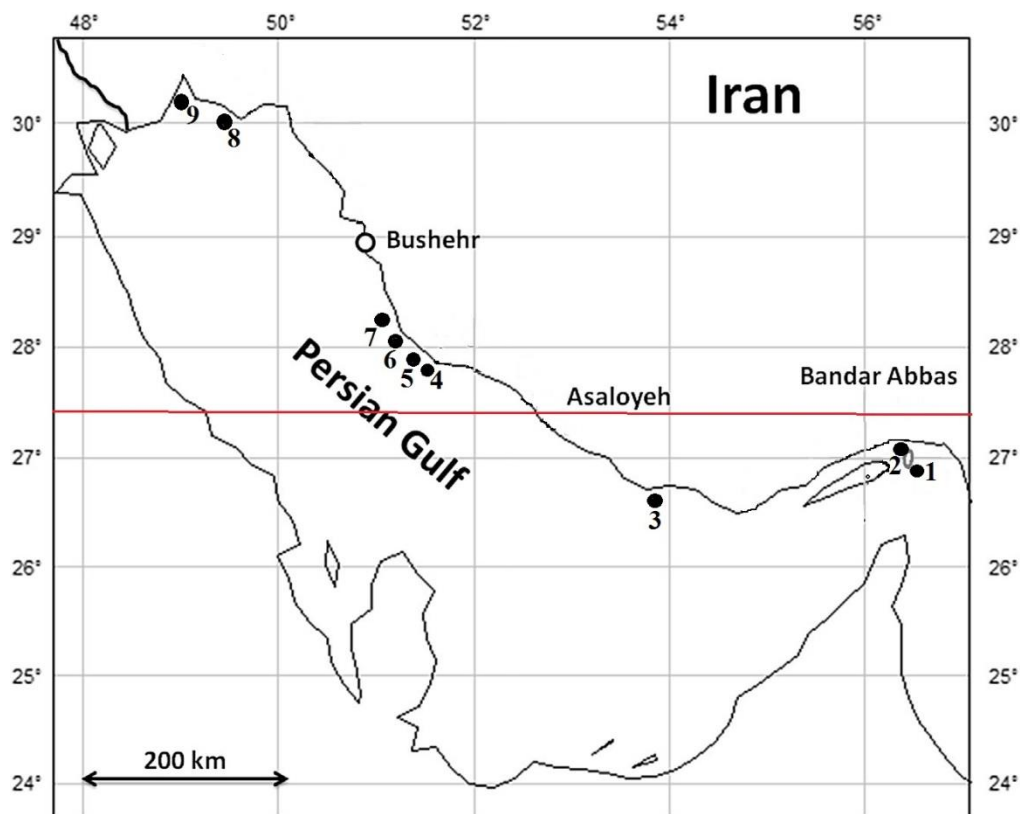 48° 50° 52° 54° 56°
Iran
30° 9 8 30°
29° Bushehr 29°
28° 7 6 5 4 28°
Persian Gulf
Asaloyeh
Bandar Abbas
27° 2 1 27°
3
26° 26°
25° 25°
200 km
24° 24°